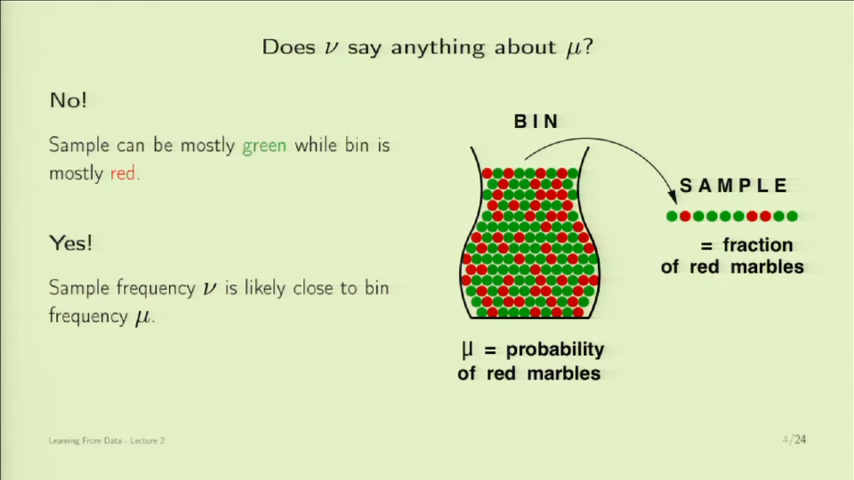 Does ν say anything about μ?
No!
Sample can be mostly green while bin is
mostly red.
Yes!
Sample frequency ν is likely close to bin
frequency μ.
BIN
SAMPLE
= fraction
of red marbles
μ = probability
of red marbles
Learning From Data - Lecture 2
4/24